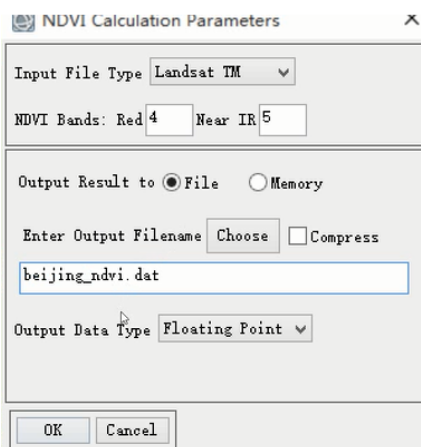 NDVI Calculation Parameters
Input File Type Landsat TM
NDVI Bands: Red 4 Near IR 5
Output Result to File Memory
Enter Output Filename Choose Compress
beijing_ndvi.dat
Output Data Type Floating Point
OK Cancel